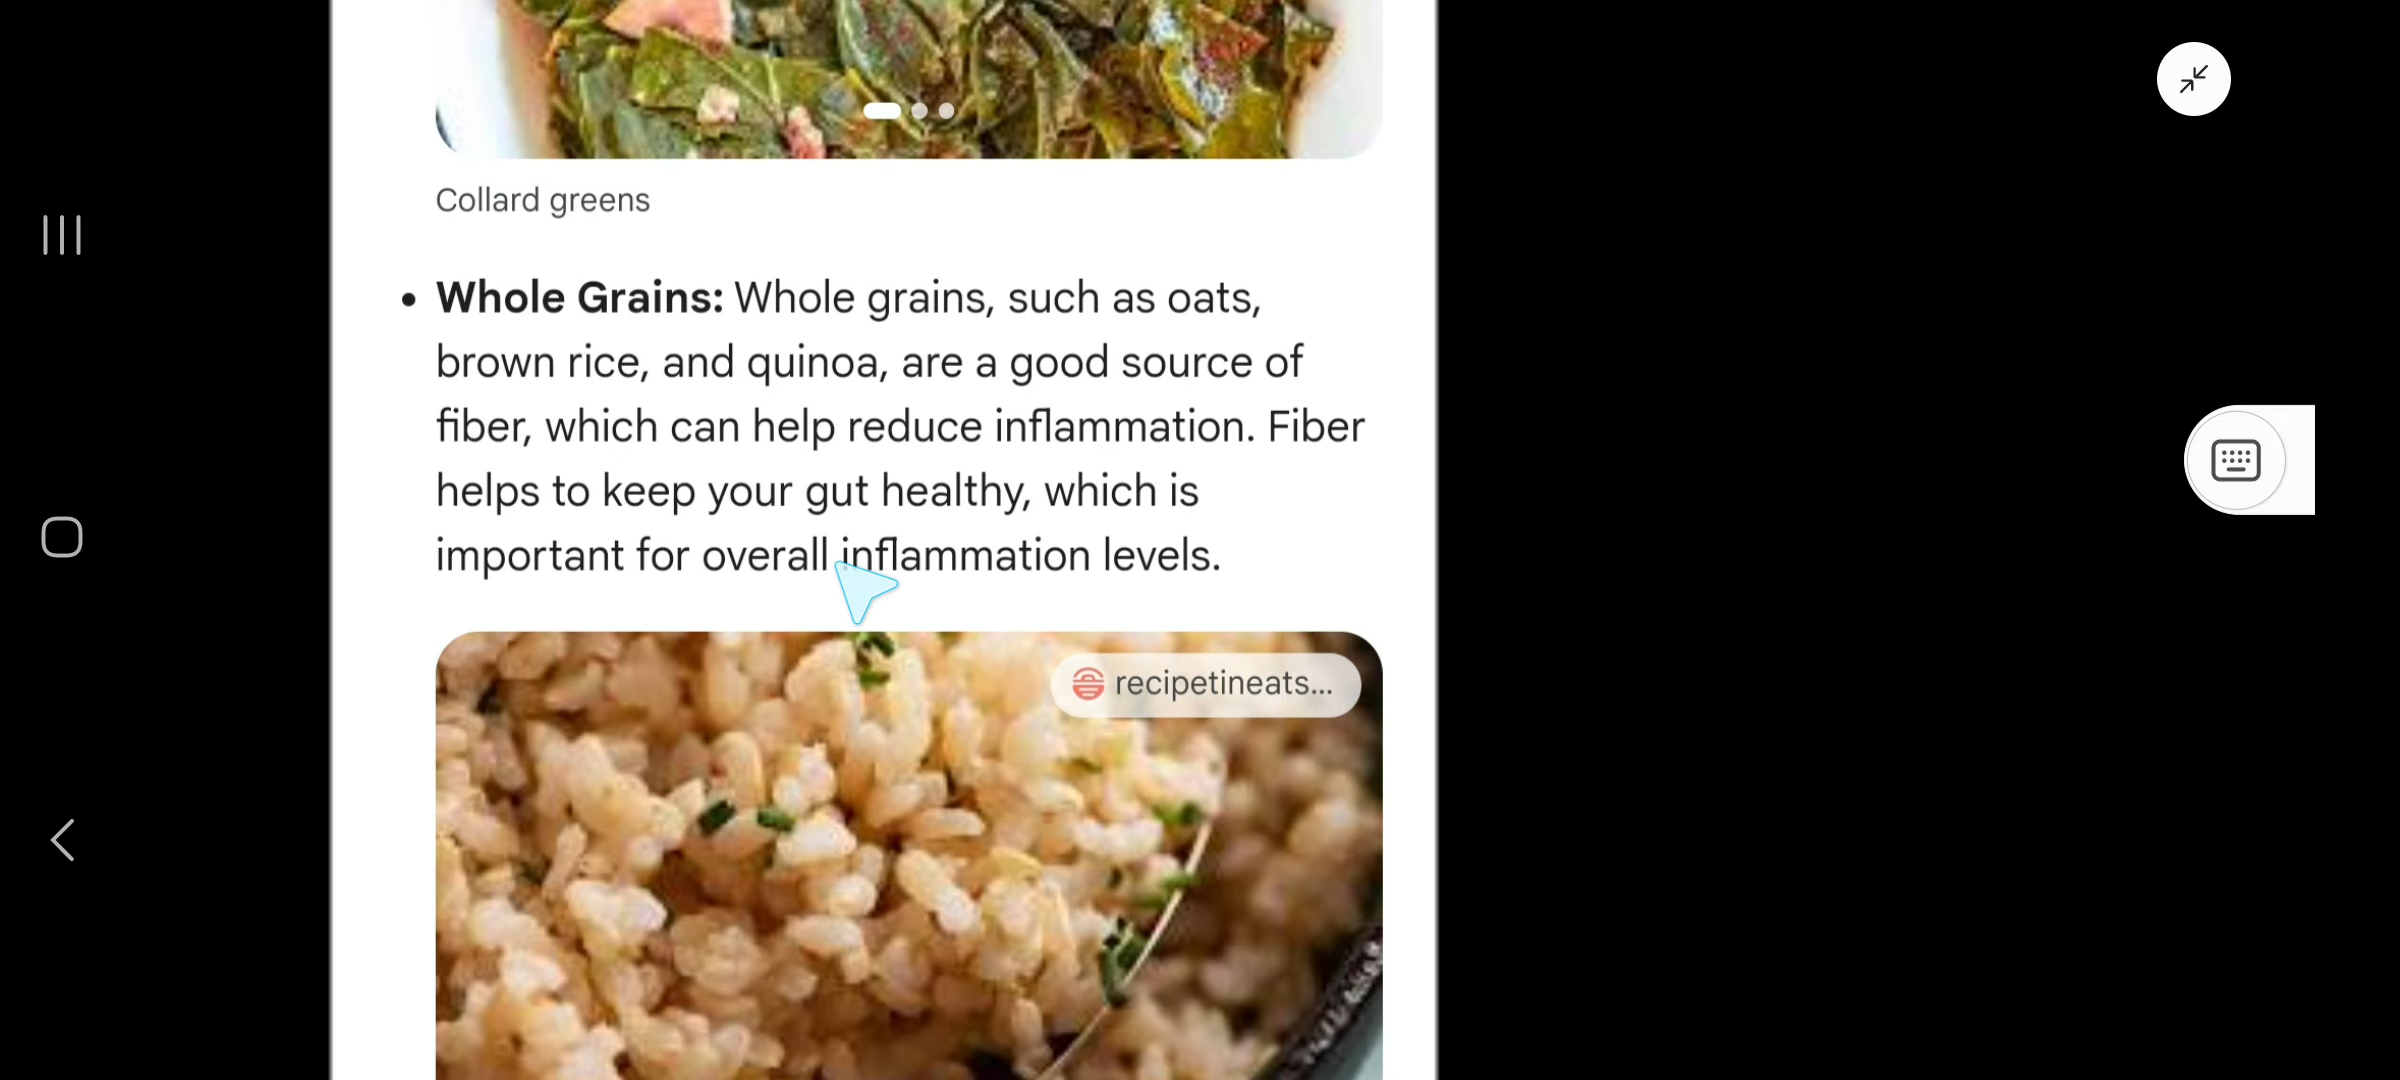 Collard greens
• Whole Grains: Whole grains, such as oats,
brown rice, and quinoa, are a good source of
fiber, which can help reduce inflammation. Fiber
helps to keep your gut healthy, which is
important for overall inflammation levels.
recipetineats...